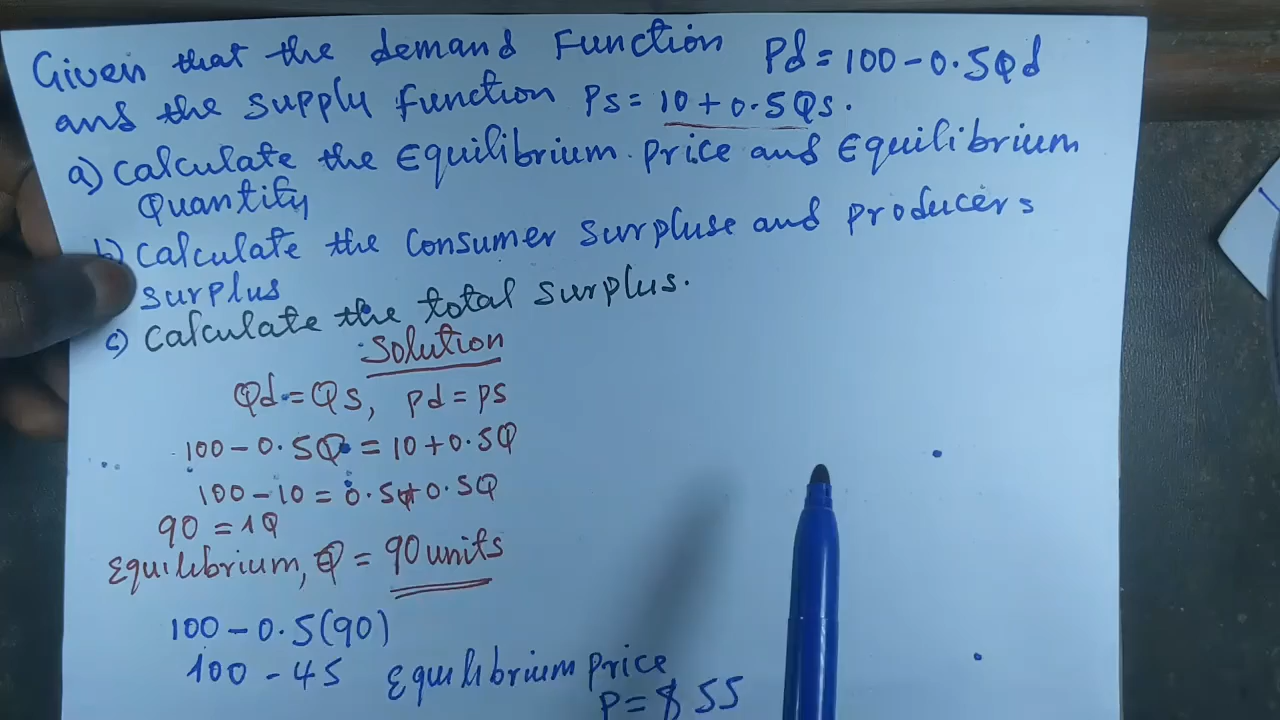 Given that the demand Function Pd = 100 - 0.5Qd
and the supply function Ps = 10 + 0.5Qs.
a) Calculate the Equilibrium price and Equilibrium
Quantity
b) Calculate the Consumer surpluse and producers
surplus
c) Calculate the total surplus.
Solution
Qd = Qs, Pd = Ps
100 - 0.5Q = 10 + 0.5Q
100 - 10 = 0.5Q + 0.5Q
90 = 1Q
Equilibrium, Q = 90 units
100 - 0.5(90)
100 - 45 Equilibrium price
P = $55